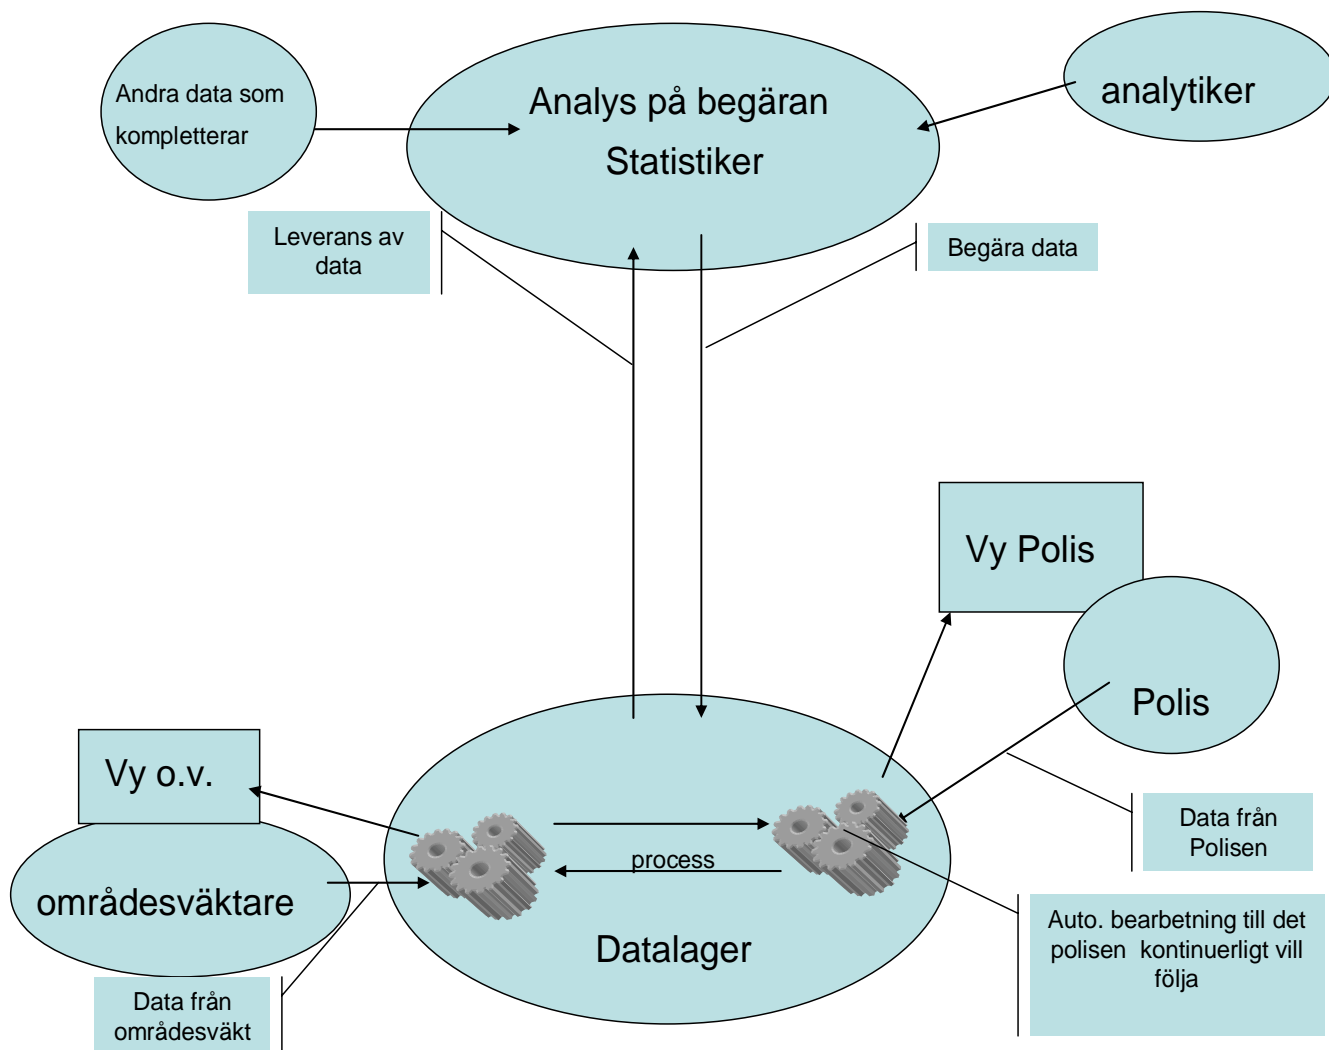 Andra data som
kompletterar
Analys på begäran
Statistiker
analytiker
Leverans av
data
Begära data
Vy Polis
Polis
Vy o.v.
områdesväktare
process
Datalager
Data från
Polisen
Auto. bearbetning till det
polisen kontinuerligt vill
följa
Data från
områdesväkt